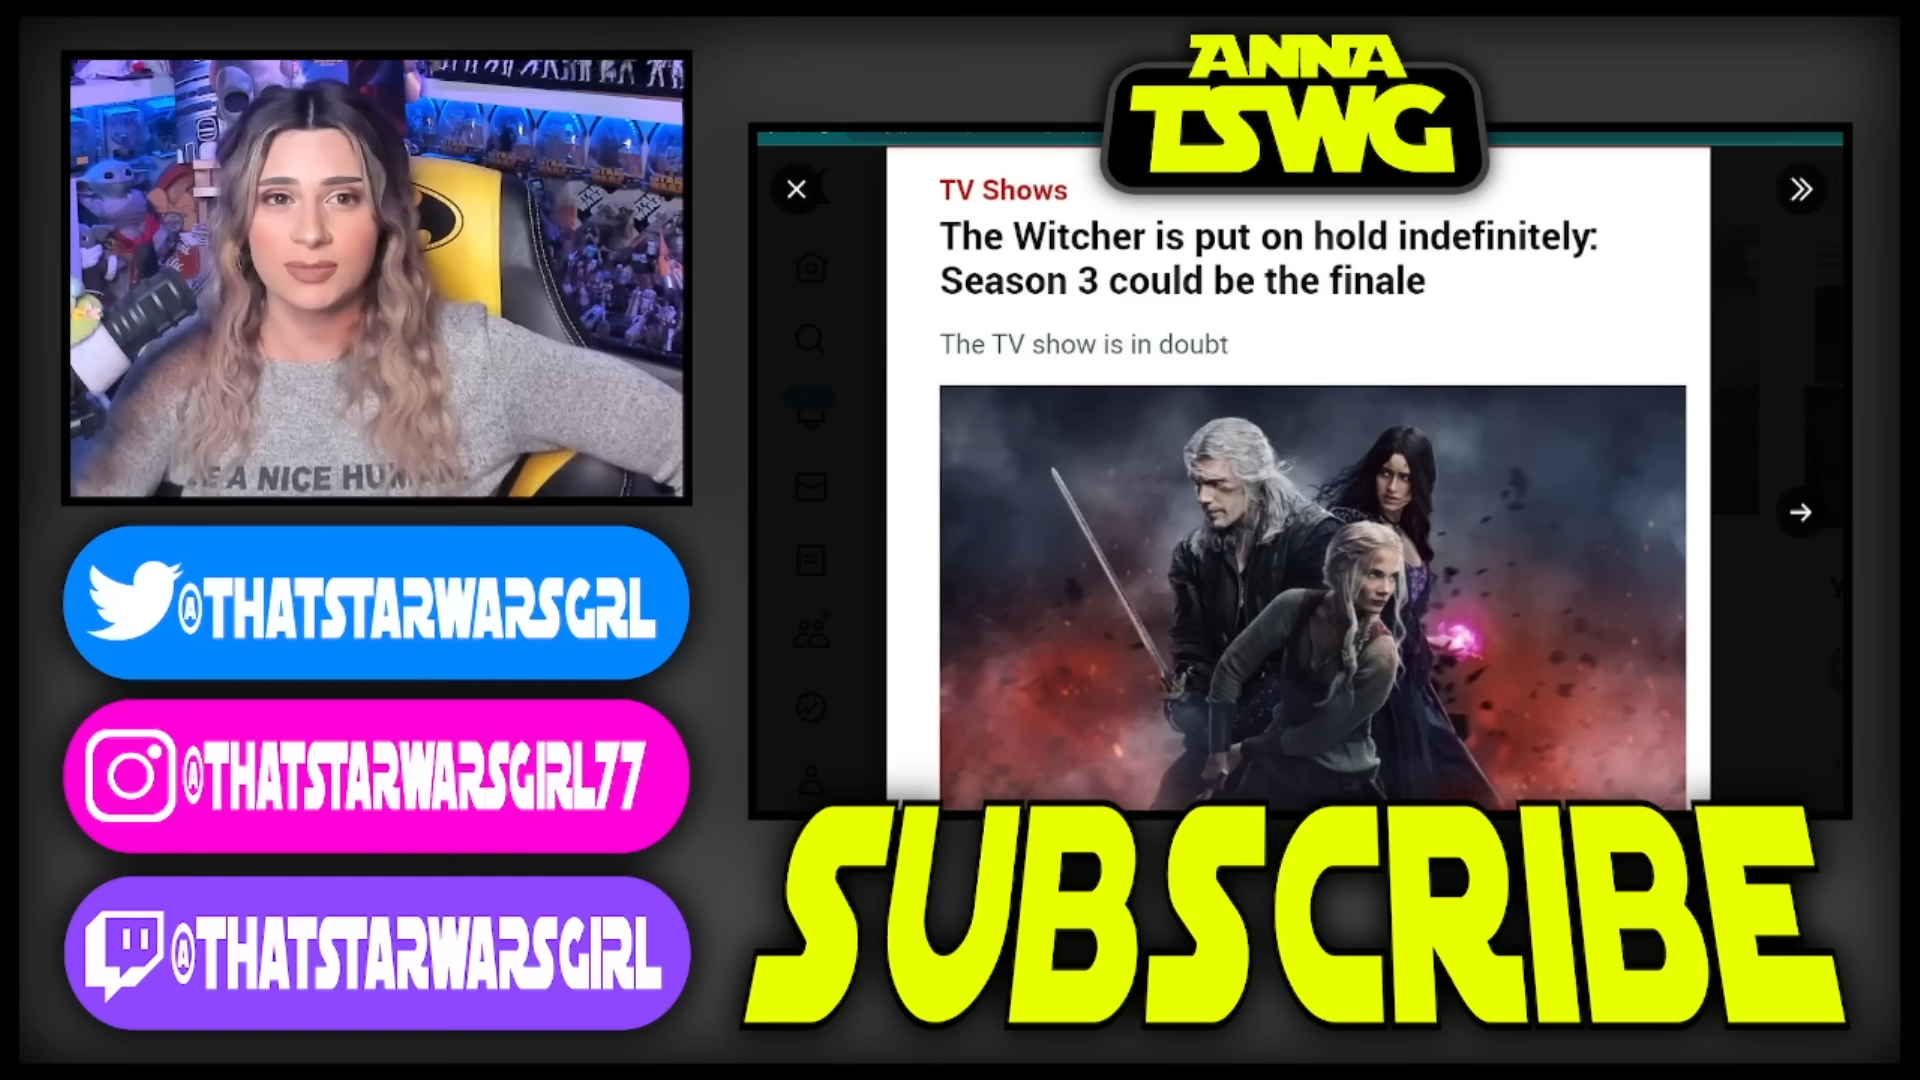 ANNA
TSWG
TV Shows
The Witcher is put on hold indefinitely:
Season 3 could be the finale
The TV show is in doubt
E A NICE HU
@THATSTARWARSGRL
@THATSTARWARSGIRL77
@THATSTARWARSGIRL
SUBSCRIBE